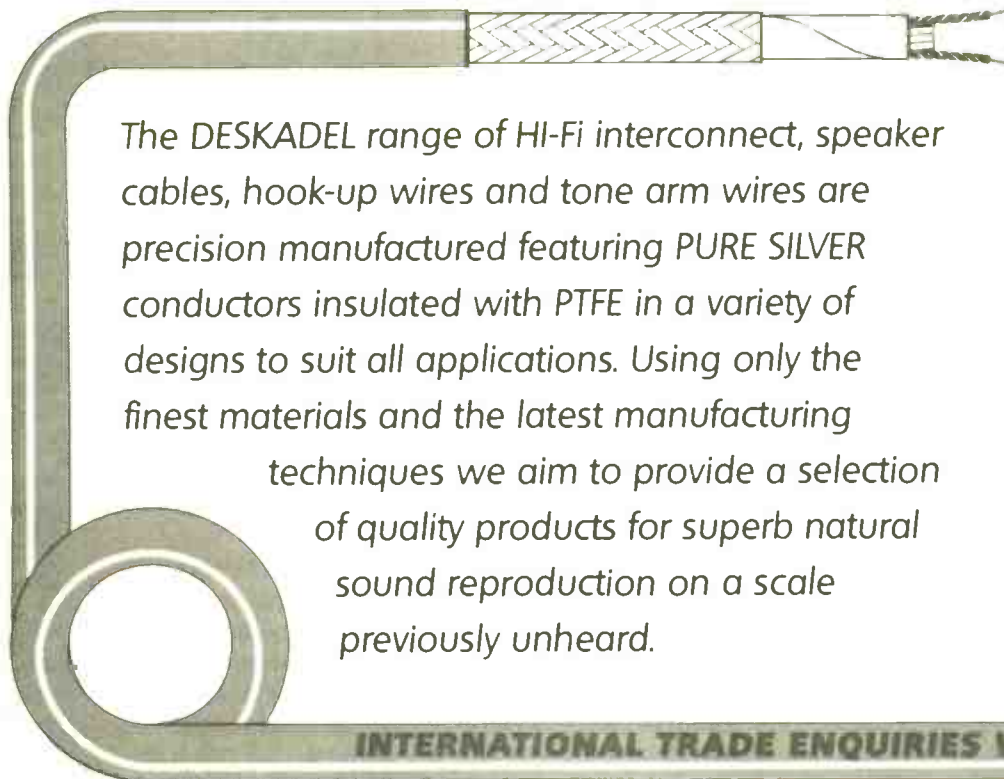 The DESKADEL range of HI-Fi interconnect, speaker
cables, hook-up wires and tone arm wires are
precision manufactured featuring PURE SILVER
conductors insulated with PTFE in a variety of
designs to suit all applications. Using only the
finest materials and the latest manufacturing
techniques we aim to provide a selection
of quality products for superb natural
sound reproduction on a scale
previously unheard.
INTERNATIONAL TRADE ENQUIRIES